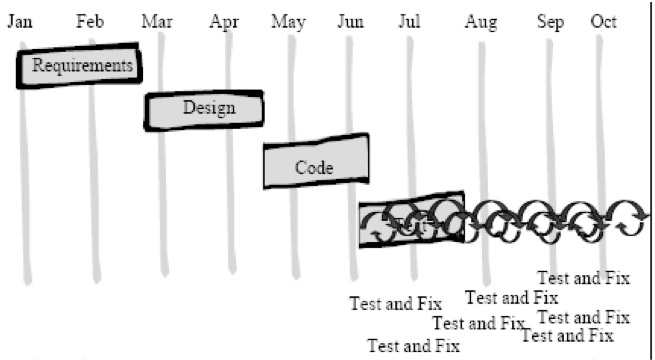 Jan Feb Mar Apr May Jun Jul Aug Sep Oct
Requirements
Design
Code
Test and Fix
Test and Fix
Test and Fix
Test and Fix
Test and Fix
Test and Fix
Test and Fix